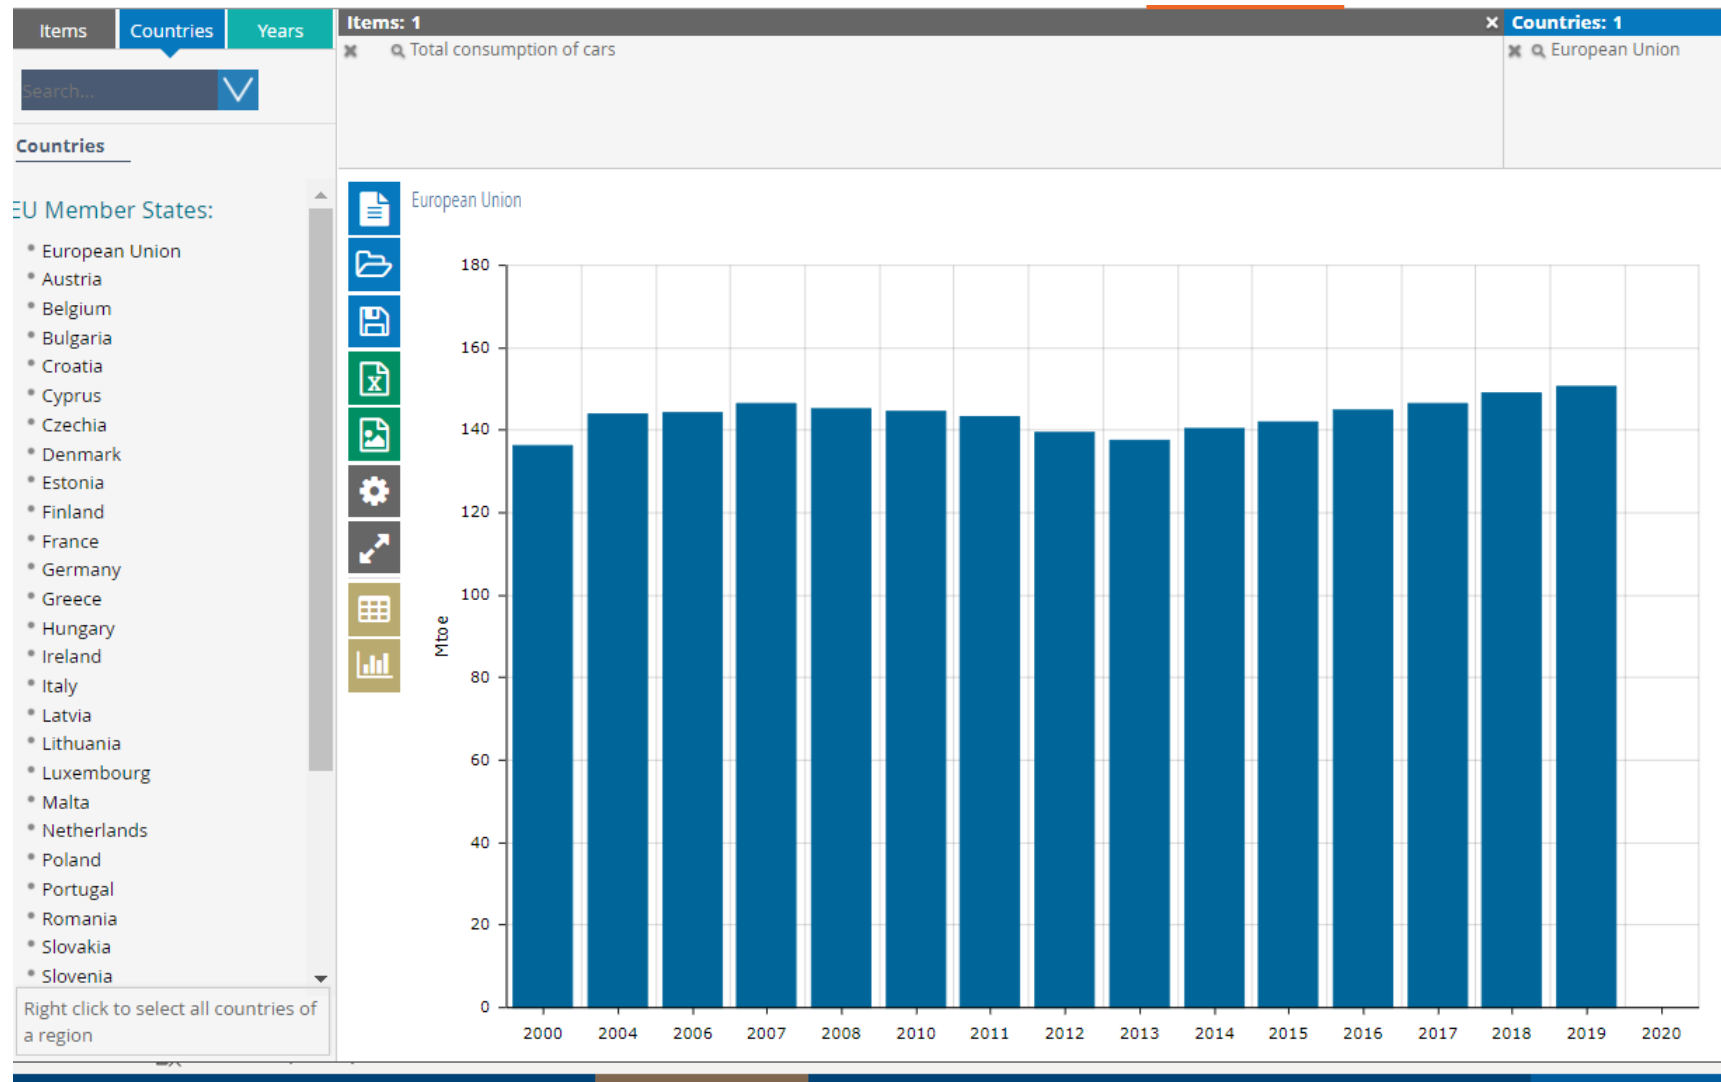 Items
Countries
Years
Search...
Countries
EU Member States:
European Union
Austria
Belgium
Bulgaria
Croatia
Cyprus
Czechia
Denmark
Estonia
Finland
France
Germany
Greece
Hungary
Ireland
Italy
Latvia
Lithuania
Luxembourg
Malta
Netherlands
Poland
Portugal
Romania
Slovakia
Slovenia
Right click to select all countries of
a region
Items: 1
Total consumption of cars
Countries: 1
European Union
European Union
180
160
140
120
100
80
60
40
20
0
Mtoe
2000 2004 2006 2007 2008 2010 2011 2012 2013 2014 2015 2016 2017 2018 2019 2020